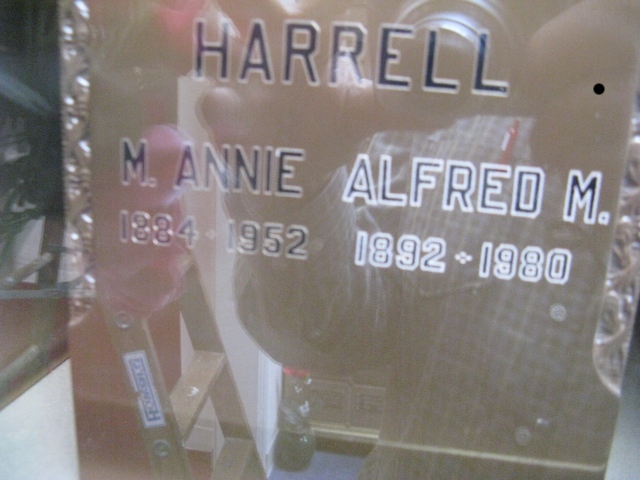 HARRELL
M. ANNIE ALFRED M.
1884 + 1952 1892 + 1980